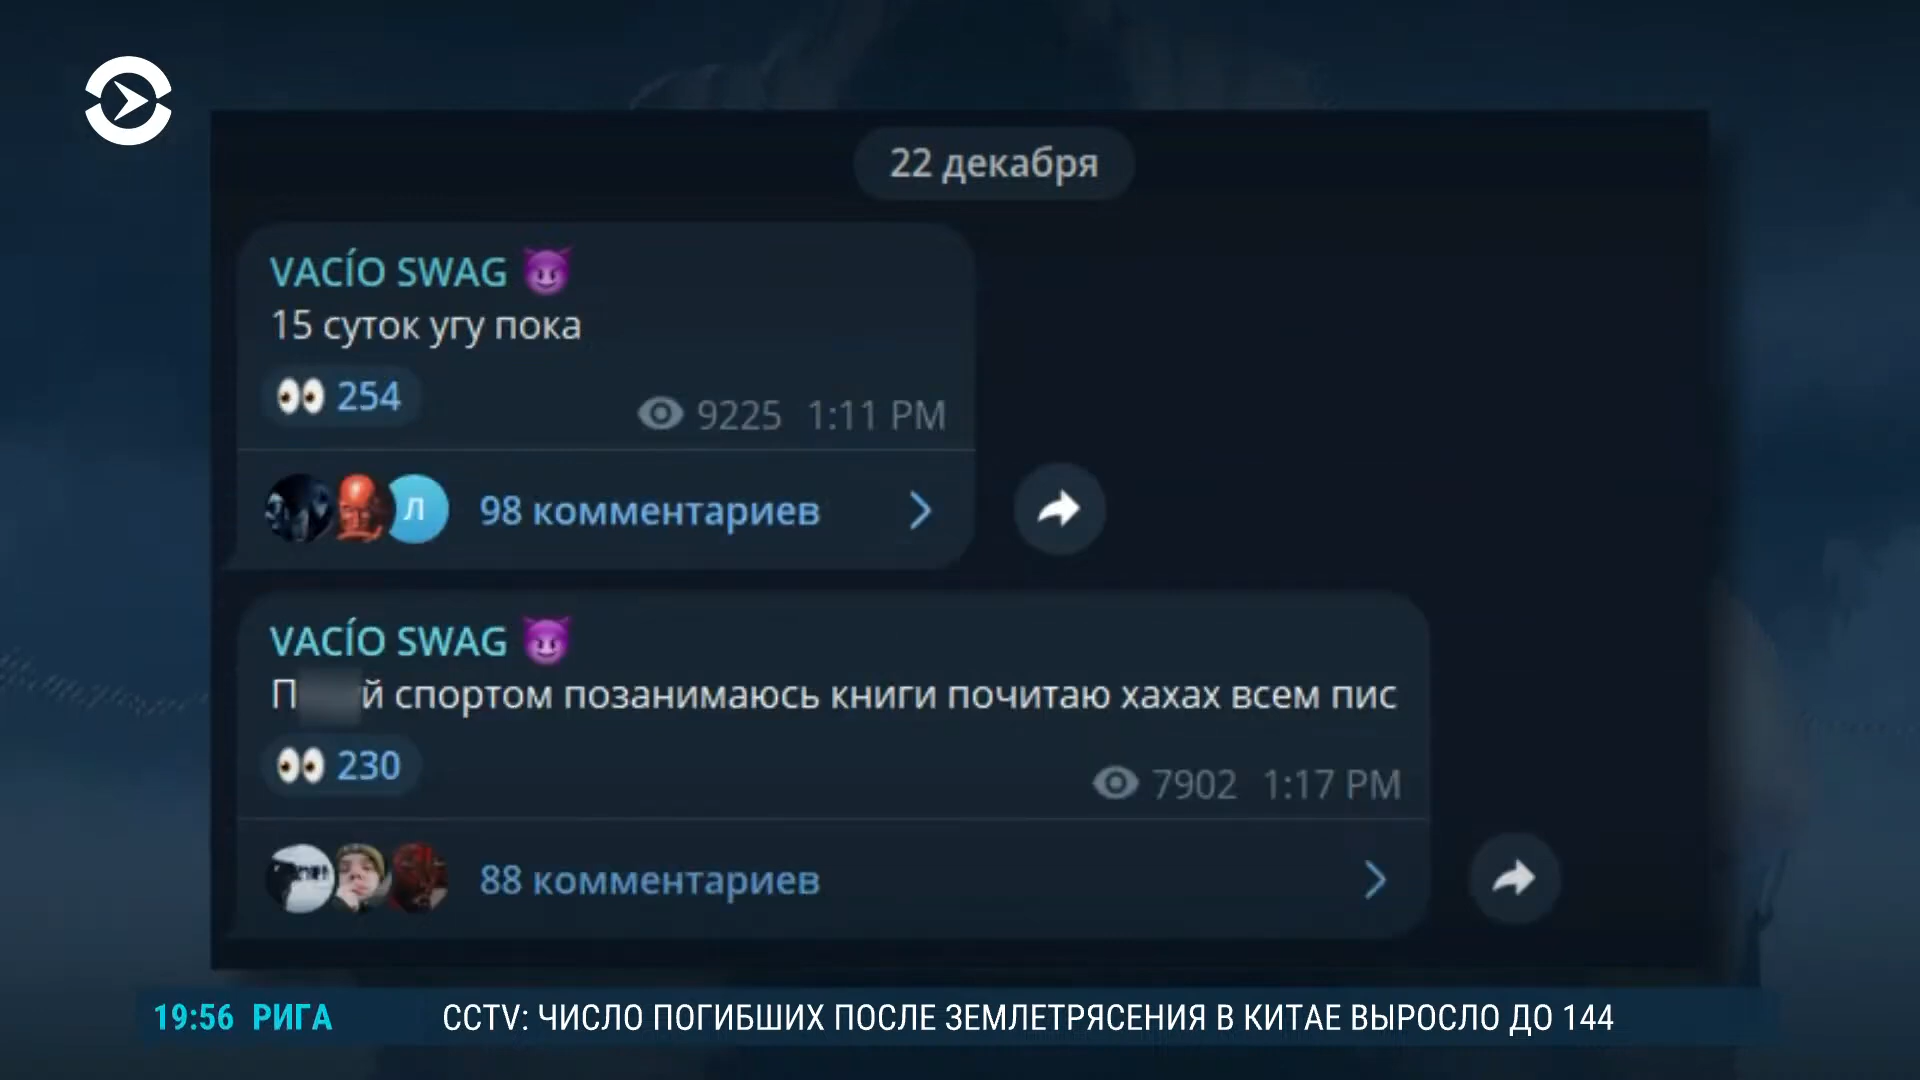 22 декабря
VACÍO SWAG 😈
15 суток угу пока
👀 254
9225 1:11 PM
Л
98 комментариев
VACÍO SWAG 😈
П й спортом позанимаюсь книги почитаю хахах всем пис
👀 230
7902 1:17 PM
88 комментариев
19:56 РИГА
CCTV: ЧИСЛО ПОГИБШИХ ПОСЛЕ ЗЕМЛЕТРЯСЕНИЯ В КИТАЕ ВЫРОСЛО ДО 144